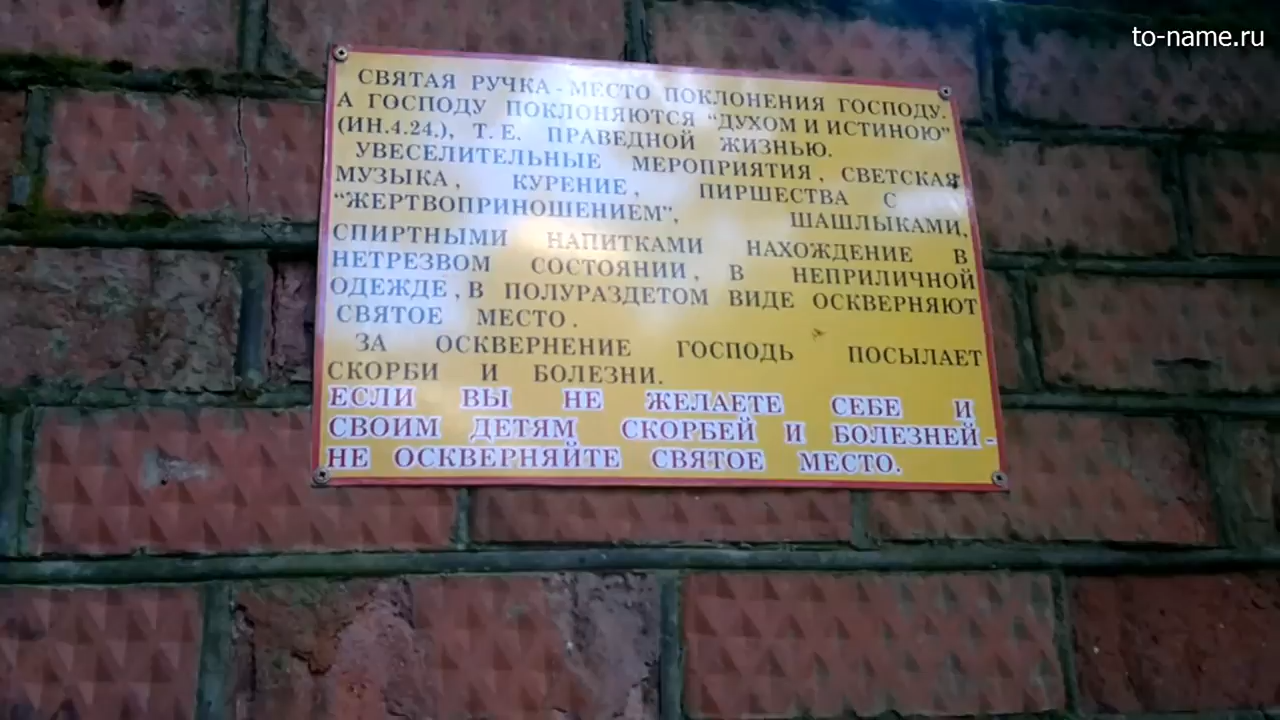 to-name.ru
СВЯТАЯ РУЧКА - МЕСТО ПОКЛОНЕНИЯ ГОСПОДУ.
А ГОСПОДУ ПОКЛОНЯЮТСЯ "ДУХОМ И ИСТИНОЮ"
(ИН.4.24.), Т. Е. ПРАВЕДНОЙ ЖИЗНЬЮ.
УВЕСЕЛИТЕЛЬНЫЕ МЕРОПРИЯТИЯ, СВЕТСКАЯ
МУЗЫКА, КУРЕНИЕ, ПИРШЕСТВА С
"ЖЕРТВОПРИНОШЕНИЕМ", ШАШЛЫКАМИ,
СПИРТНЫМИ НАПИТКАМИ НАХОЖДЕНИЕ В
НЕТРЕЗВОМ СОСТОЯНИИ, В НЕПРИЛИЧНОЙ
ОДЕЖДЕ, В ПОЛУРАЗДЕТОМ ВИДЕ ОСКВЕРНЯЮТ
СВЯТОЕ МЕСТО.
ЗА ОСКВЕРНЕНИЕ ГОСПОДЬ ПОСЫЛАЕТ
СКОРБИ И БОЛЕЗНИ.
ЕСЛИ ВЫ НЕ ЖЕЛАЕТЕ СЕБЕ И
СВОИМ ДЕТЯМ СКОРБЕЙ И БОЛЕЗНЕЙ-
НЕ ОСКВЕРНЯЙТЕ СВЯТОЕ МЕСТО.